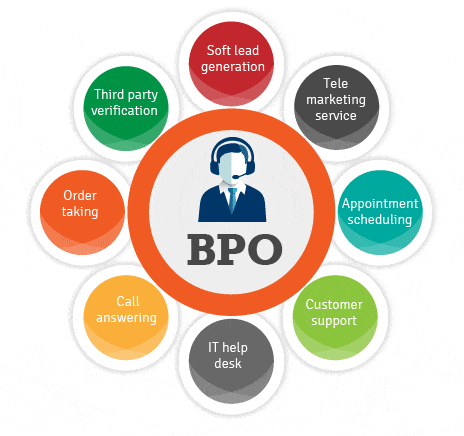 Soft lead
generation
Tele
marketing
service
Appointment
scheduling
Customer
support
IT help
desk
Call
answering
Order
taking
Third party
verification
BPO